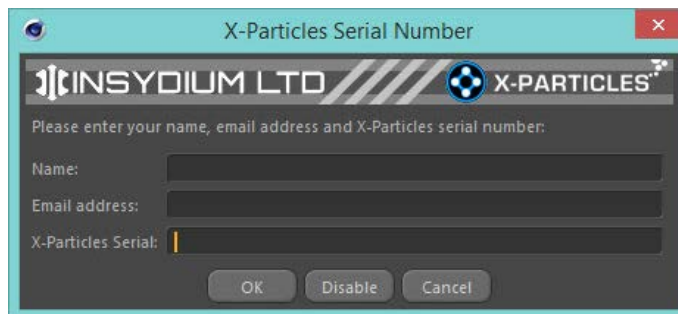 X-Particles Serial Number
INSYDIUM LTD X-PARTICLES
Please enter your name, email address and X-Particles serial number:
Name:
Email address:
X-Particles Serial:
OK Disable Cancel